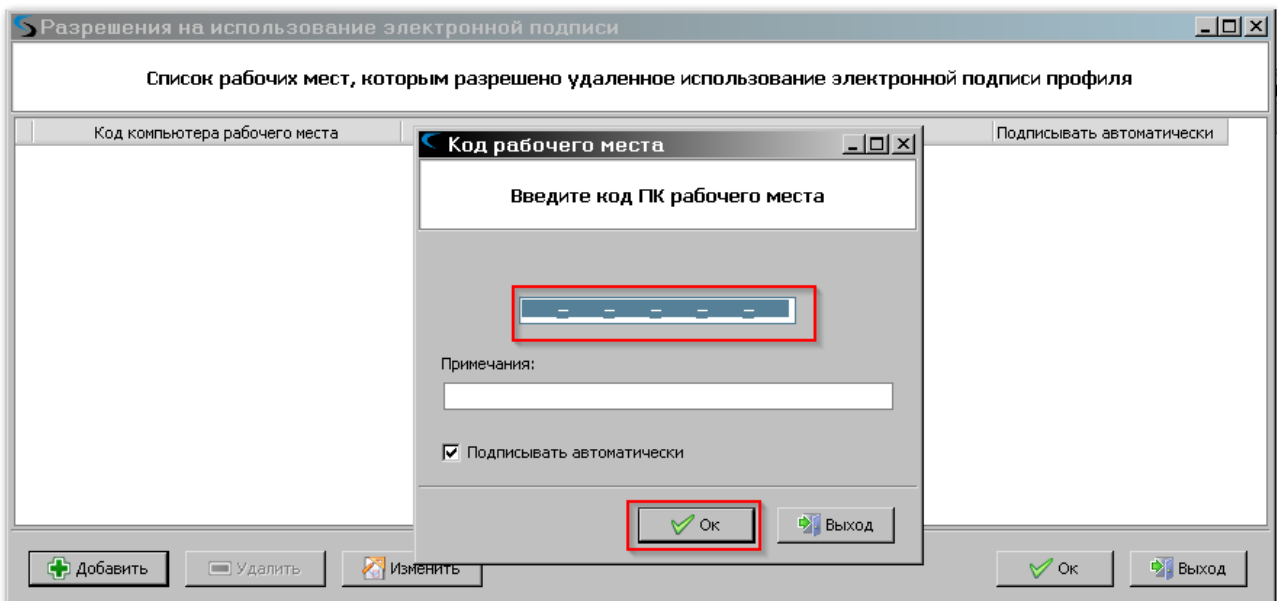 Разрешения на использование электронной подписи
Список рабочих мест, которым разрешено удаленное использование электронной подписи профиля
Код компьютера рабочего места
Подписывать автоматически
Код рабочего места
Введите код ПК рабочего места
_ _ _ _ _
Примечания:
Подписывать автоматически
Ок
Выход
Добавить
Удалить
Изменить
Ок
Выход